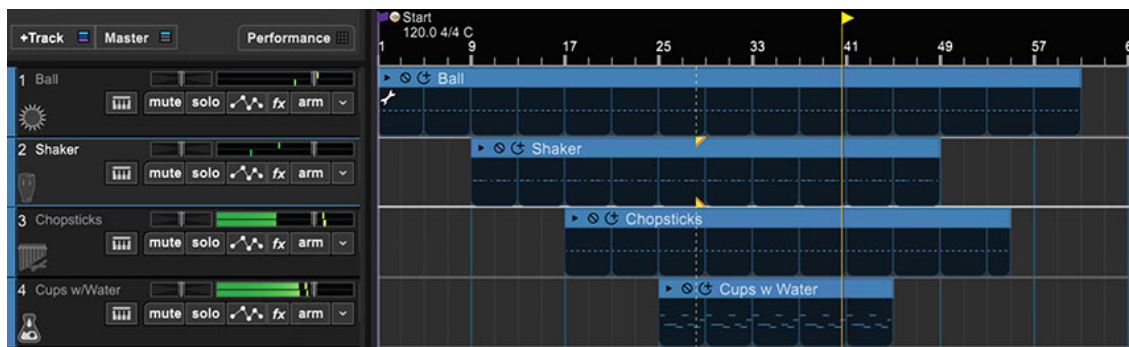 +Track Master Performance
Start
120.0 4/4 C
1 9 17 25 33 41 49 57
1 Ball
mute solo fx arm
Ball
2 Shaker
mute solo fx arm
Shaker
3 Chopsticks
mute solo fx arm
Chopsticks
4 Cups w/Water
mute solo fx arm
Cups w Water